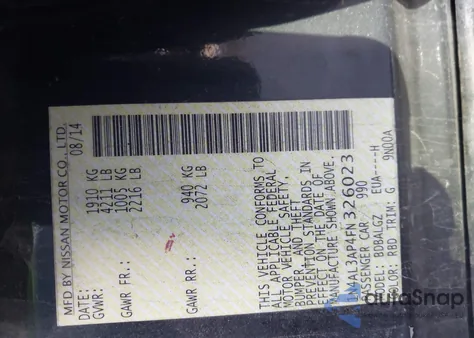 MFD BY NISSAN MOTOR CO., LTD.
DATE: 08/14
GVWR: 1910 KG
4211 LB
GAWR FR.: 1005 KG
2216 LB
GAWR RR.: 940 KG
2072 LB
THIS VEHICLE CONFORMS TO
ALL APPLICABLE FEDERAL
MOTOR VEHICLE SAFETY,
BUMPER AND THEFT
PREVENTION STANDARDS IN
EFFECT ON THE DATE OF
MANUFACTURE SHOWN ABOVE.
1N4AL3AP4FN326023
PASSENGER CAR 990
MODEL: BDBALGZ EUA----H
COLOR: TRIM: G 9N00A
autoSnap